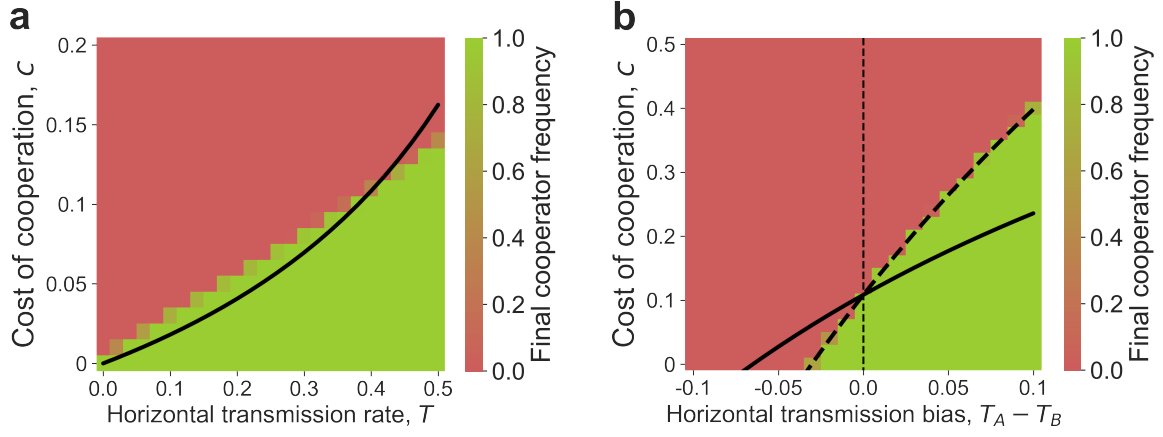 a
Cost of cooperation, c
0.2
0.15
0.1
0.05
0
0.0 0.1 0.2 0.3 0.4 0.5
Horizontal transmission rate, T
1.0
0.8
0.6
0.4
0.2
0.0
Final cooperator frequency
b
Cost of cooperation, c
0.5
0.4
0.3
0.2
0.1
0
-0.1 -0.05 0.0 0.05 0.1
Horizontal transmission bias, T_A − T_B
1.0
0.8
0.6
0.4
0.2
0.0
Final cooperator frequency